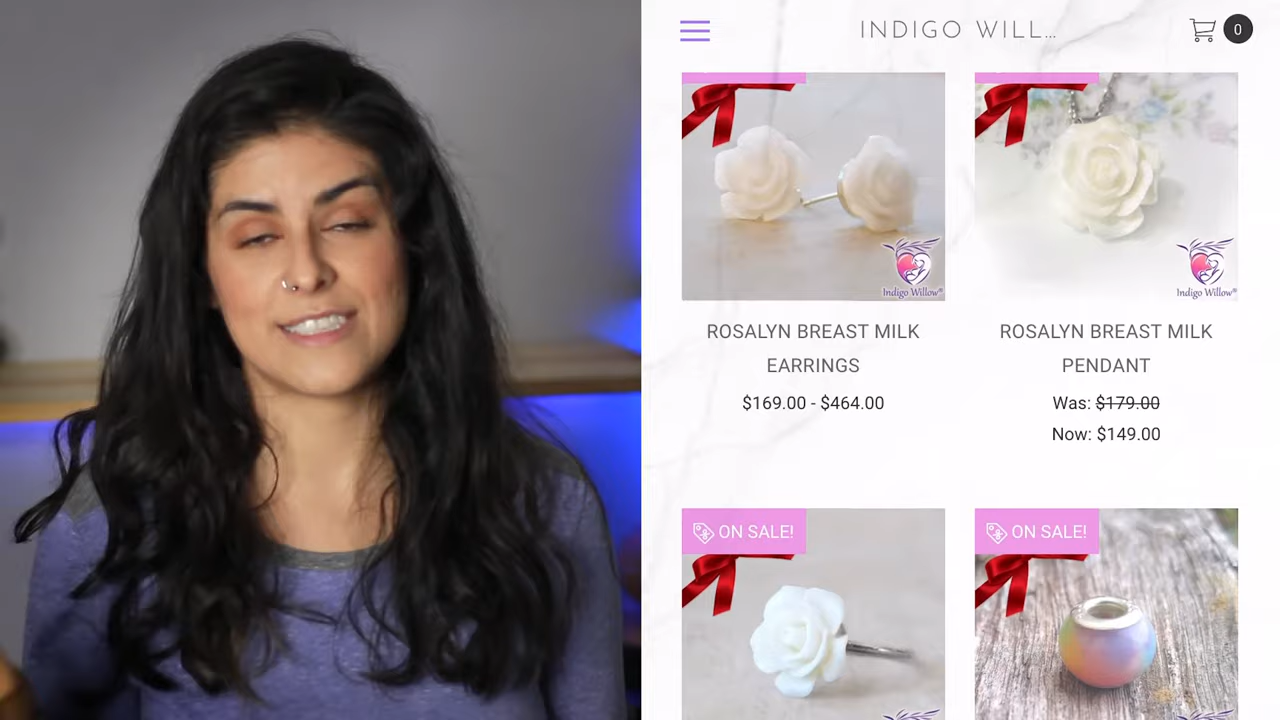 INDIGO WILL...
0
Indigo Willow®
Indigo Willow®
ROSALYN BREAST MILK
EARRINGS
$169.00 - $464.00
ROSALYN BREAST MILK
PENDANT
Was: $179.00
Now: $149.00
ON SALE!
ON SALE!